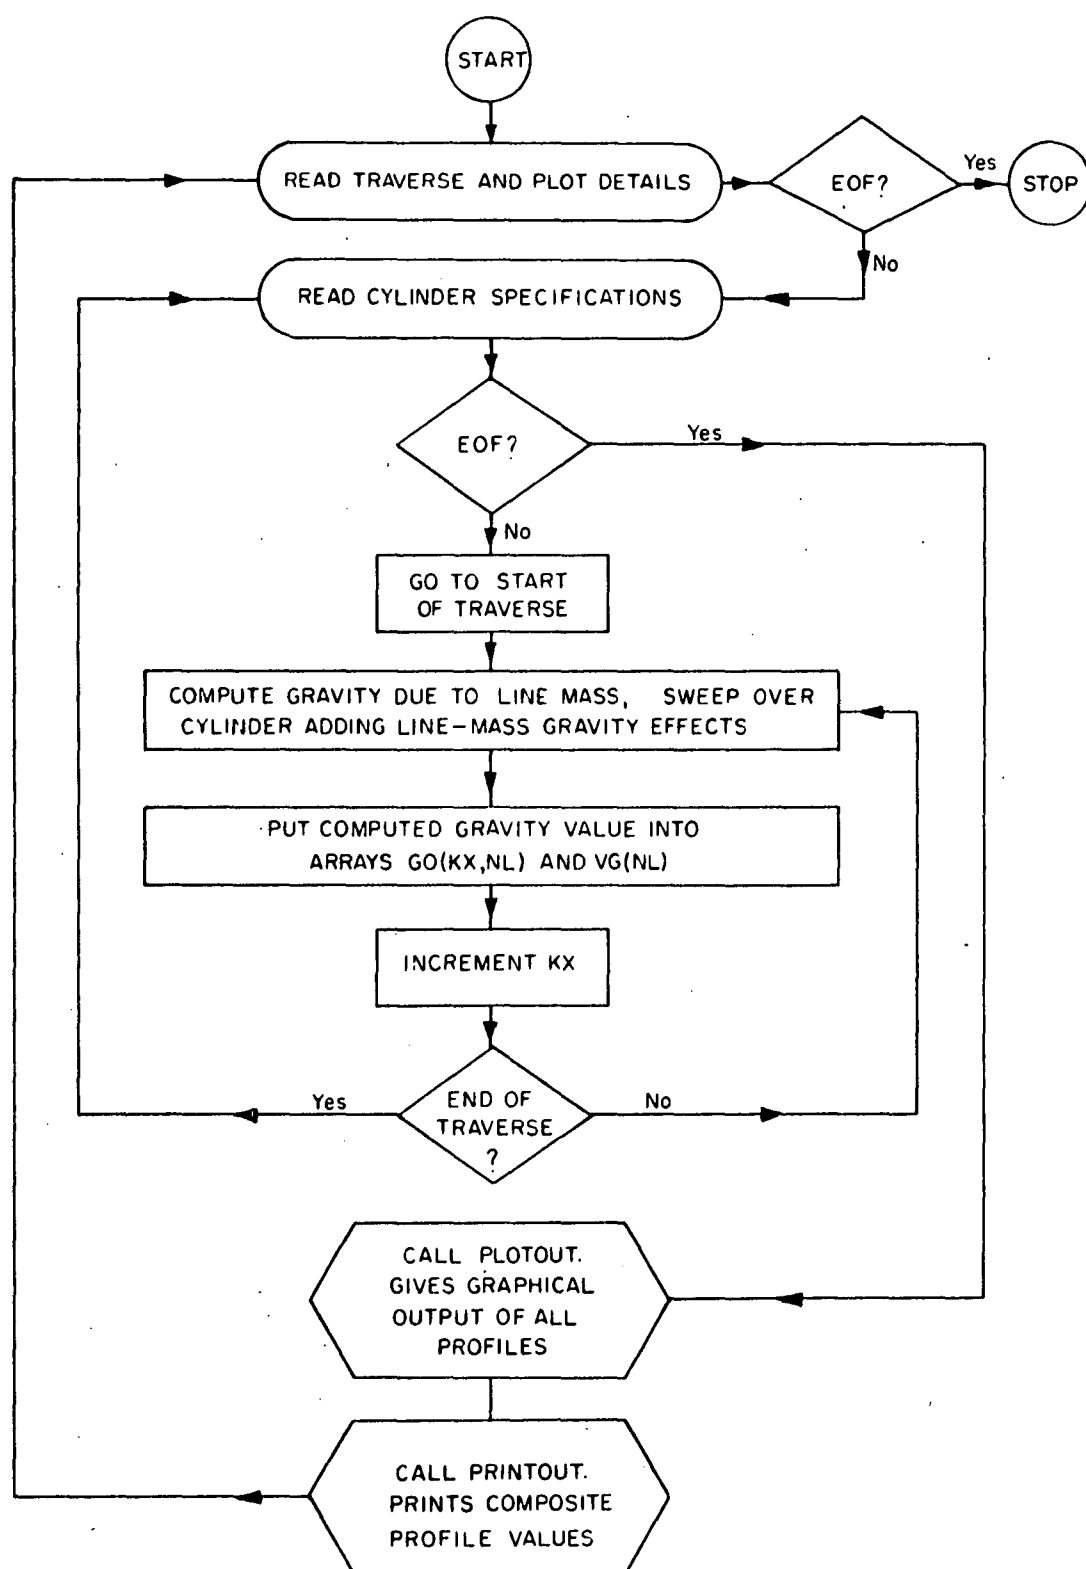 START
READ TRAVERSE AND PLOT DETAILS
EOF?
Yes
STOP
No
READ CYLINDER SPECIFICATIONS
EOF?
Yes
No
GO TO START
OF TRAVERSE
COMPUTE GRAVITY DUE TO LINE MASS, SWEEP OVER
CYLINDER ADDING LINE-MASS GRAVITY EFFECTS
PUT COMPUTED GRAVITY VALUE INTO
ARRAYS GO(KX,NL) AND VG(NL)
INCREMENT KX
END OF
TRAVERSE
?
Yes
No
CALL PLOTOUT.
GIVES GRAPHICAL
OUTPUT OF ALL
PROFILES
CALL PRINTOUT.
PRINTS COMPOSITE
PROFILE VALUES